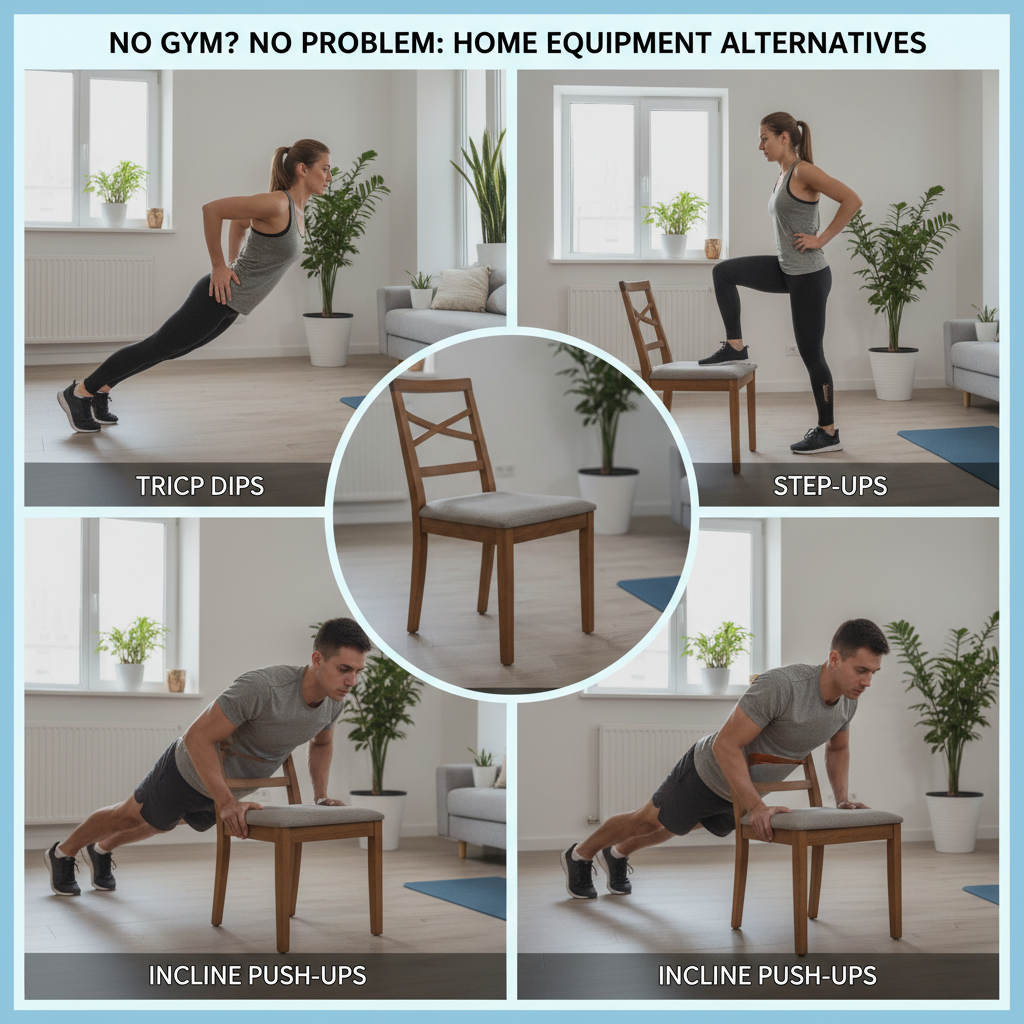 NO GYM? NO PROBLEM: HOME EQUIPMENT ALTERNATIVES
TRICP DIPS
STEP-UPS
INCLINE PUSH-UPS
INCLINE PUSH-UPS